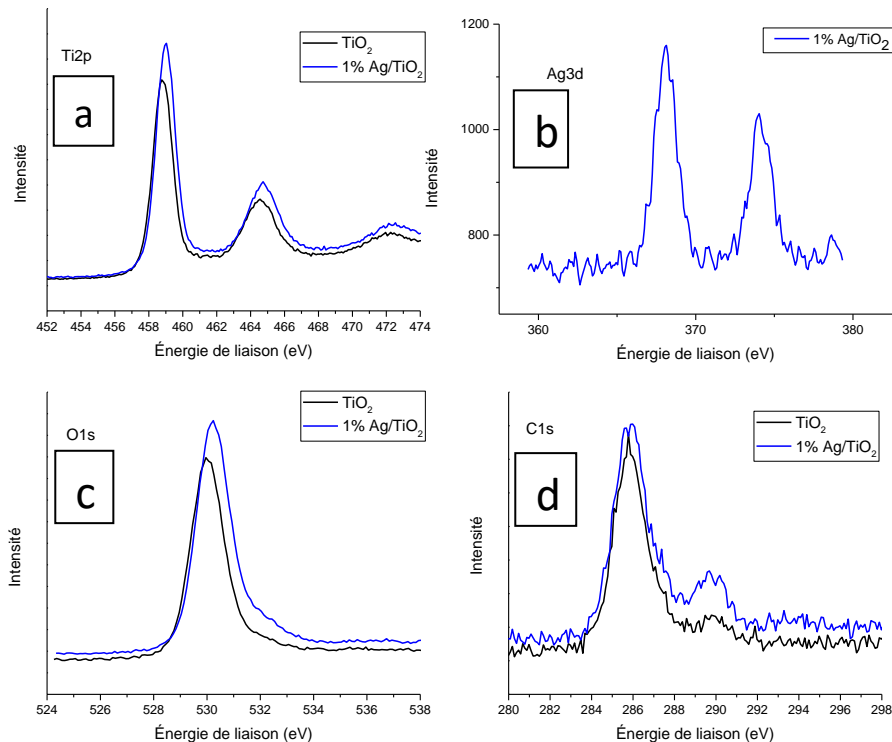 Ti2p
a
TiO2
1% Ag/TiO2
Intensité
452 454 456 458 460 462 464 466 468 470 472 474
Énergie de liaison (eV)
1% Ag/TiO2
Ag3d
b
Intensité
1200
1000
800
360 370 380
Énergie de liaison (eV)
O1s
c
TiO2
1% Ag/TiO2
Intensité
524 526 528 530 532 534 536 538
Énergie de liaison (eV)
C1s
d
TiO2
1% Ag/TiO2
Intensité
280 282 284 286 288 290 292 294 296 298
Énergie de liaison (eV)